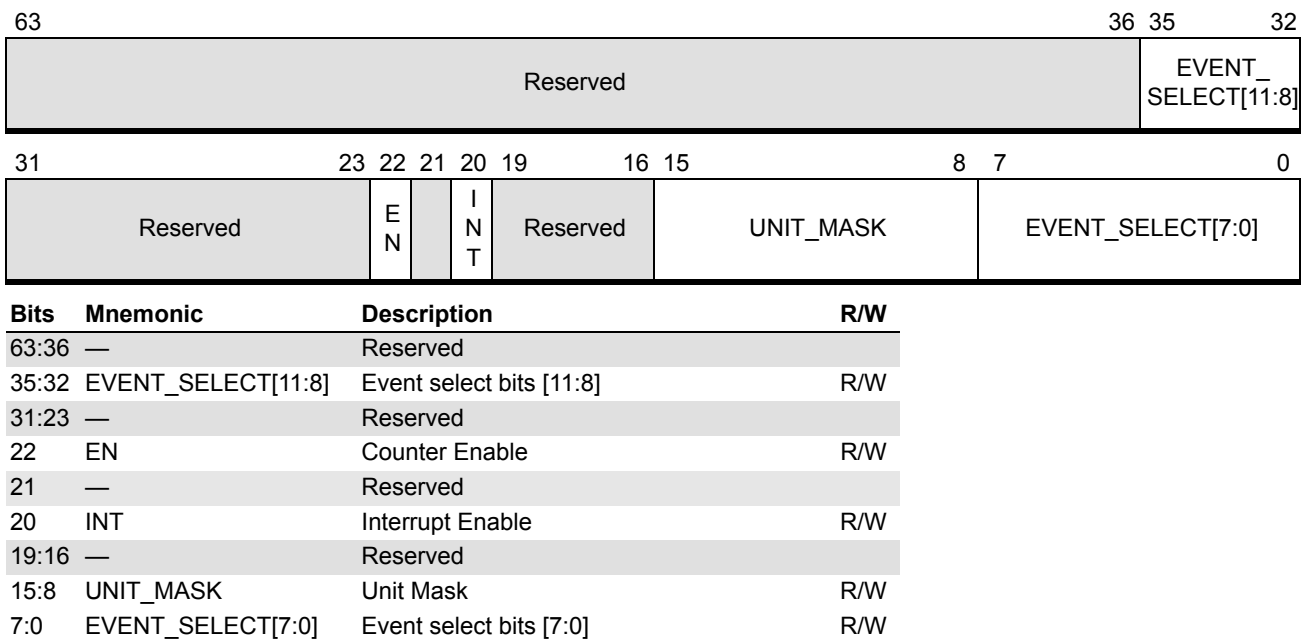 63 36 35 32
Reserved EVENT_
SELECT[11:8]
31 23 22 21 20 19 16 15 8 7 0
Reserved E
N I
N
T Reserved UNIT_MASK EVENT_SELECT[7:0]
Bits Mnemonic Description R/W
63:36 — Reserved
35:32 EVENT_SELECT[11:8] Event select bits [11:8] R/W
31:23 — Reserved
22 EN Counter Enable R/W
21 — Reserved
20 INT Interrupt Enable R/W
19:16 — Reserved
15:8 UNIT_MASK Unit Mask R/W
7:0 EVENT_SELECT[7:0] Event select bits [7:0] R/W